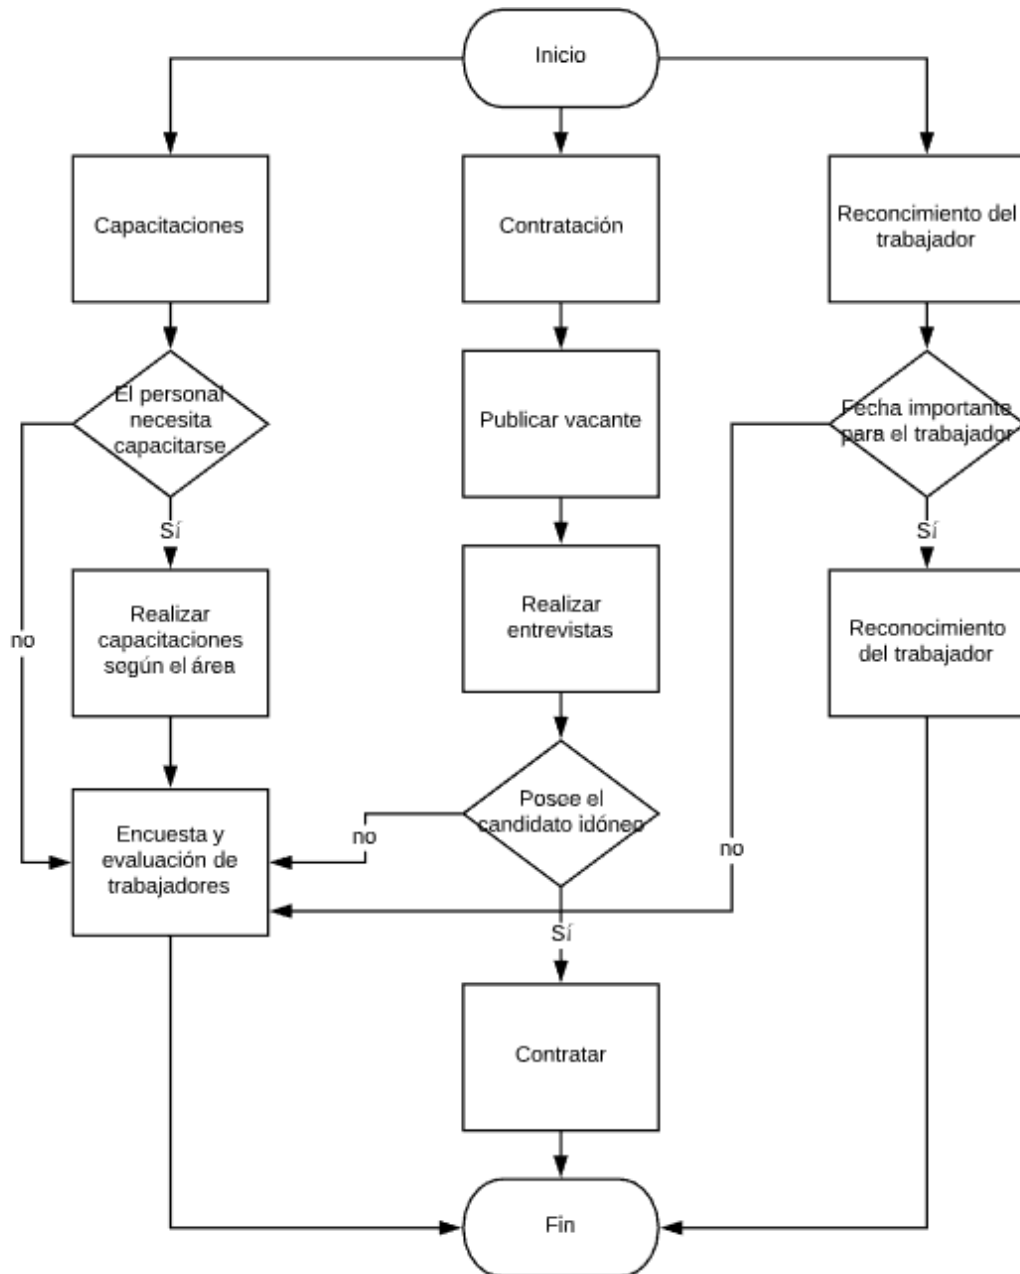 Inicio
Capacitaciones
Contratación
Reconcimiento del
trabajador
El personal
necesita
capacitarse
Publicar vacante
Fecha importante
para el trabajador
Sí
Sí
no
Realizar
capacitaciones
según el área
Realizar
entrevistas
Reconocimiento
del trabajador
Posee el
candidato idóneo
no
no
Encuesta y
evaluación de
trabajadores
Sí
Contratar
Fin